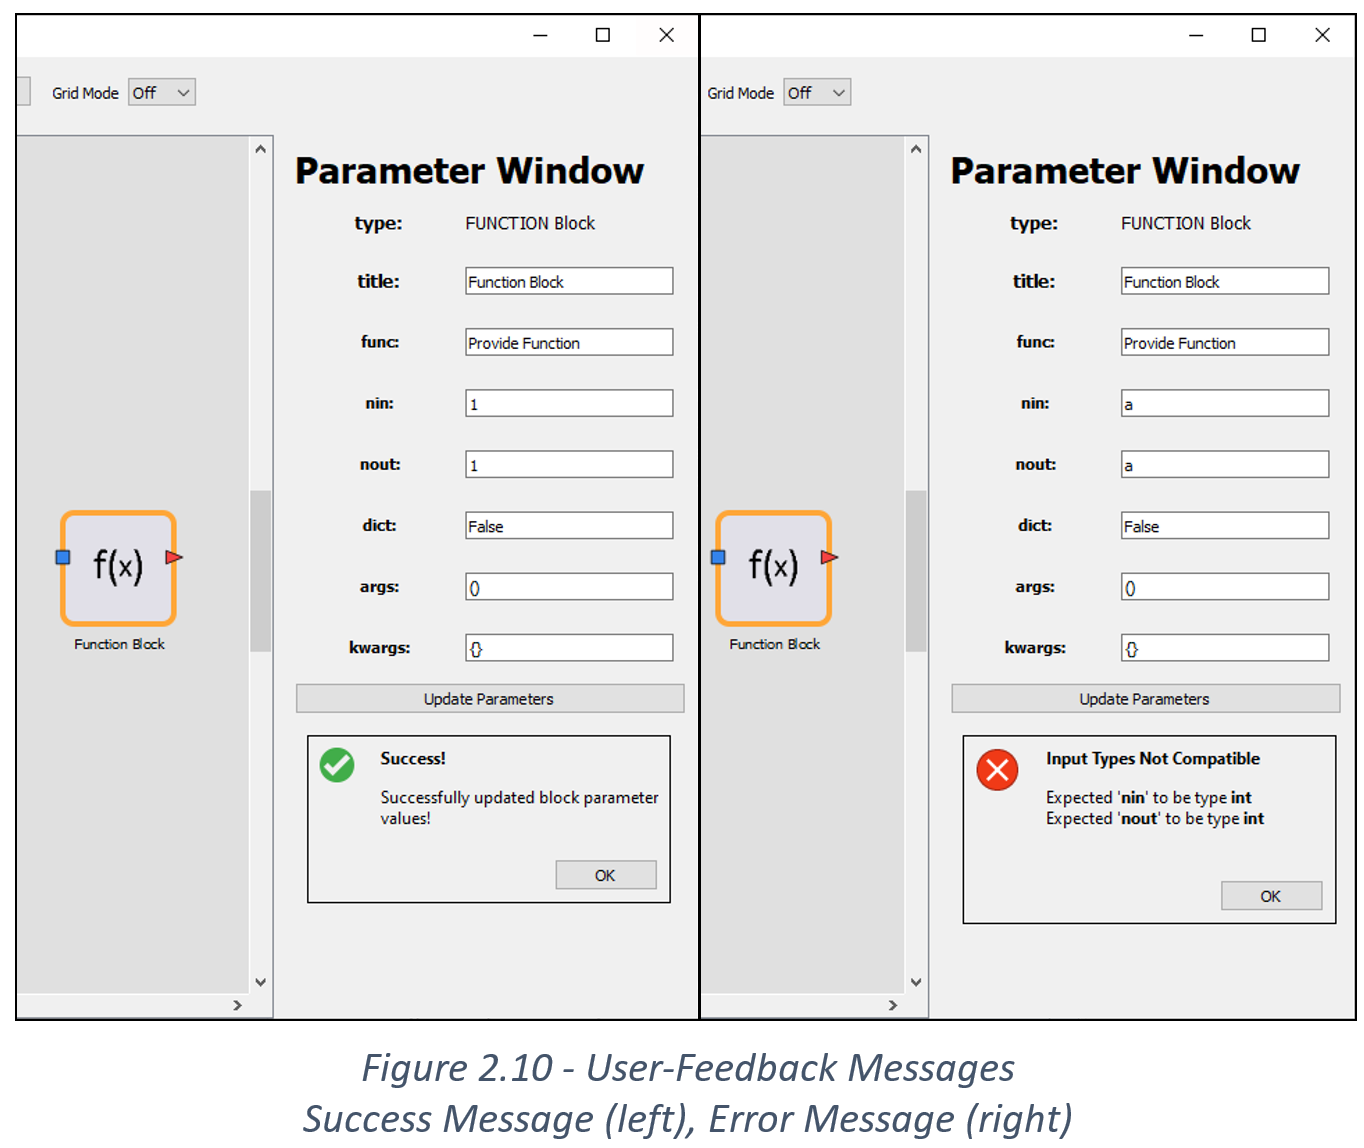 Grid Mode Off
Parameter Window
type: FUNCTION Block
title: Function Block
func: Provide Function
nin: 1
nout: 1
dict: False
args: ()
kwargs: {}
f(x)
Function Block
Update Parameters
Success!
Successfully updated block parameter
values!
OK
Grid Mode Off
Parameter Window
type: FUNCTION Block
title: Function Block
func: Provide Function
nin: a
nout: a
dict: False
args: ()
kwargs: {}
f(x)
Function Block
Update Parameters
Input Types Not Compatible
Expected 'nin' to be type int
Expected 'nout' to be type int
OK
Figure 2.10 - User-Feedback Messages
Success Message (left), Error Message (right)